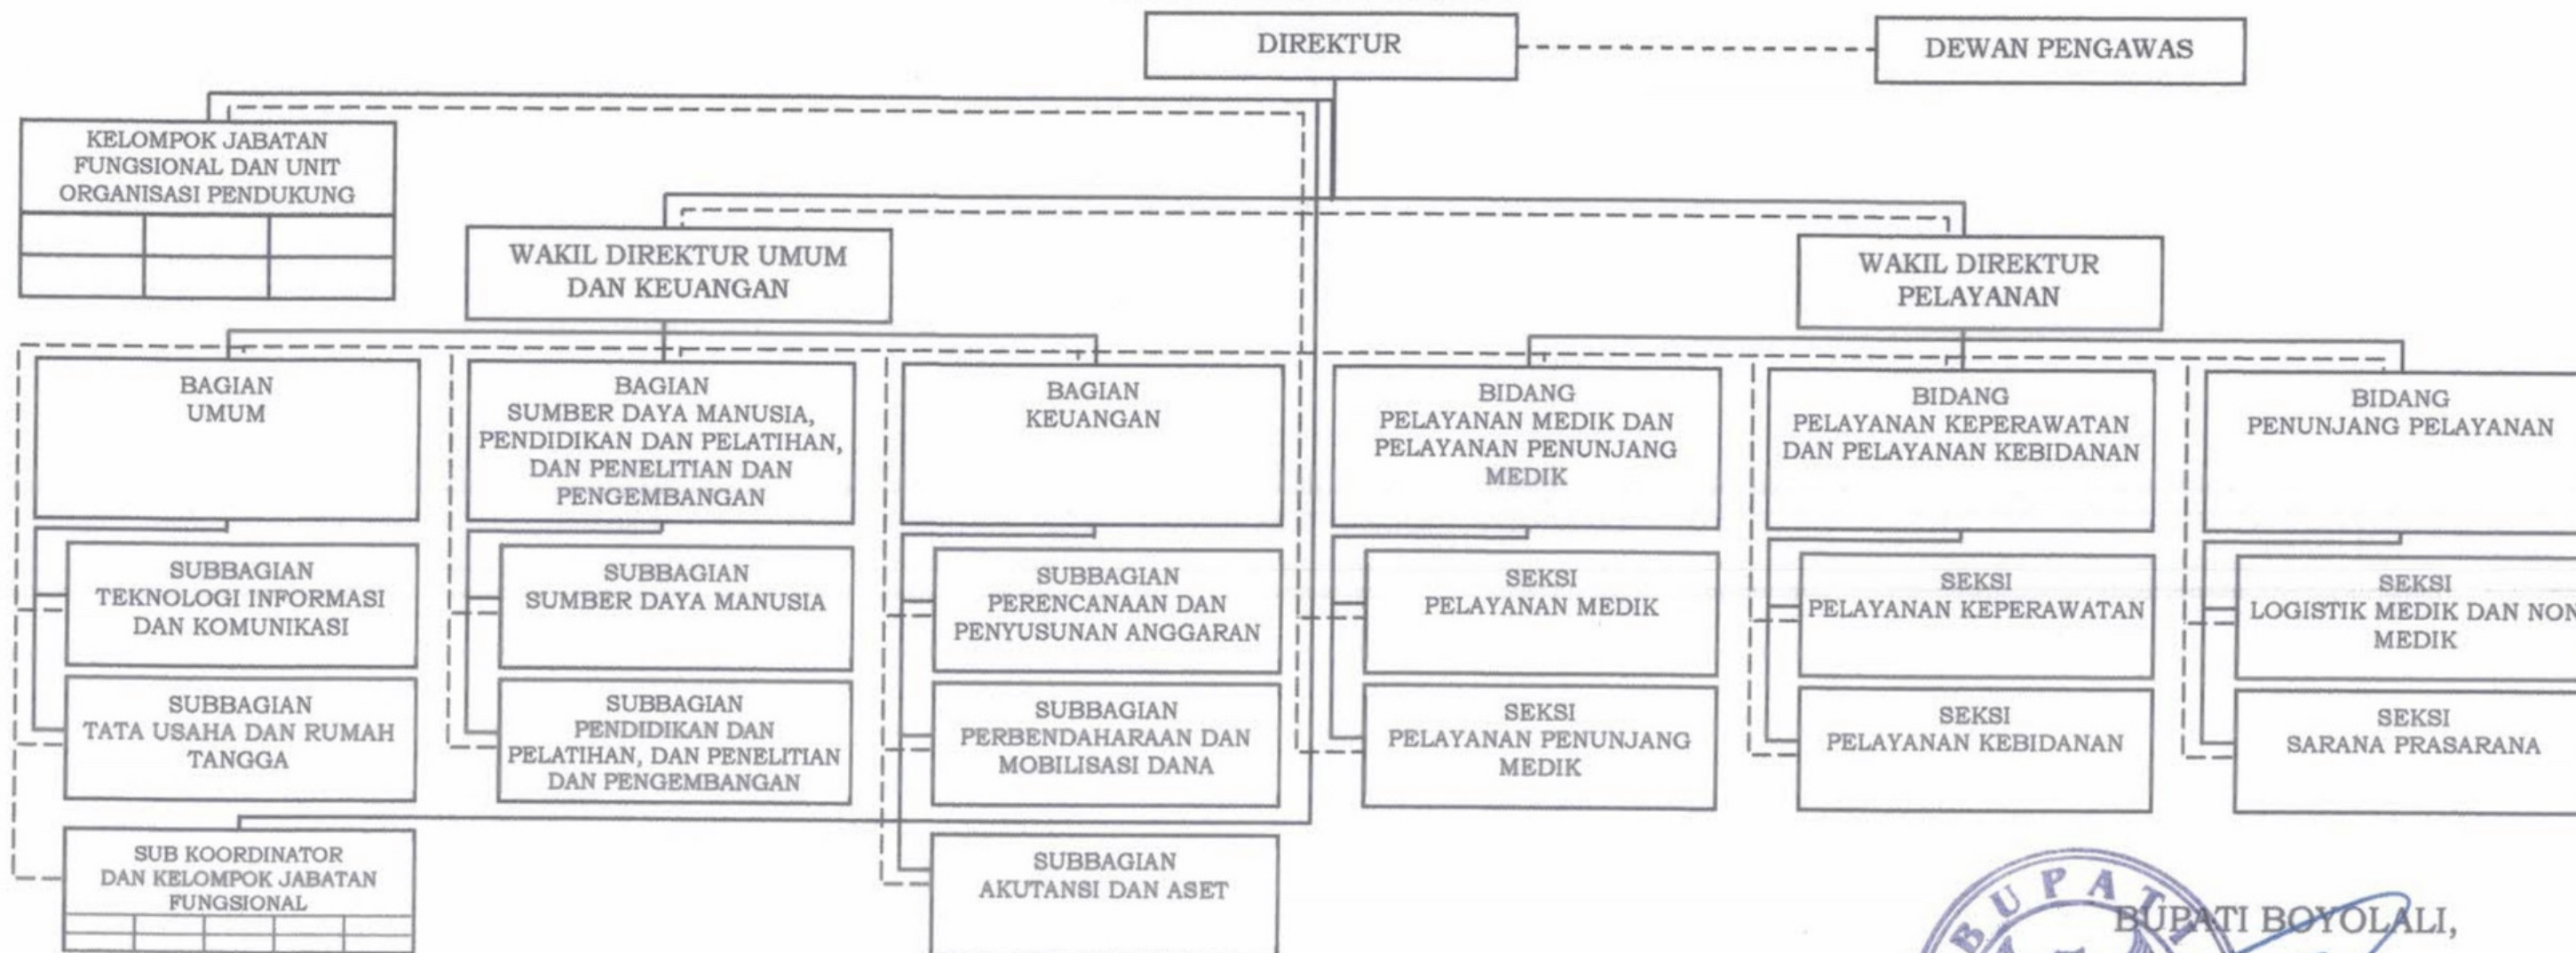 DIREKTUR
DEWAN PENGAWAS
KELOMPOK JABATAN
FUNGSIONAL DAN UNIT
ORGANISASI PENDUKUNG
WAKIL DIREKTUR UMUM
DAN KEUANGAN
WAKIL DIREKTUR
PELAYANAN
BAGIAN
UMUM
BAGIAN
SUMBER DAYA MANUSIA,
PENDIDIKAN DAN PELATIHAN,
DAN PENELITIAN DAN
PENGEMBANGAN
BAGIAN
KEUANGAN
BIDANG
PELAYANAN MEDIK DAN
PELAYANAN PENUNJANG
MEDIK
BIDANG
PELAYANAN KEPERAWATAN
DAN PELAYANAN KEBIDANAN
BIDANG
PENUNJANG PELAYANAN
SUBBAGIAN
TEKNOLOGI INFORMASI
DAN KOMUNIKASI
SUBBAGIAN
SUMBER DAYA MANUSIA
SUBBAGIAN
PERENCANAAN DAN
PENYUSUNAN ANGGARAN
SEKSI
PELAYANAN MEDIK
SEKSI
PELAYANAN KEPERAWATAN
SEKSI
LOGISTIK MEDIK DAN NON
MEDIK
SUBBAGIAN
TATA USAHA DAN RUMAH
TANGGA
SUBBAGIAN
PENDIDIKAN DAN
PELATIHAN, DAN PENELITIAN
DAN PENGEMBANGAN
SUBBAGIAN
PERBENDAHARAAN DAN
MOBILISASI DANA
SEKSI
PELAYANAN PENUNJANG
MEDIK
SEKSI
PELAYANAN KEBIDANAN
SEKSI
SARANA PRASARANA
SUB KOORDINATOR
DAN KELOMPOK JABATAN
FUNGSIONAL
SUBBAGIAN
AKUTANSI DAN ASET
BUPATI
BUPATI BOYOLALI,